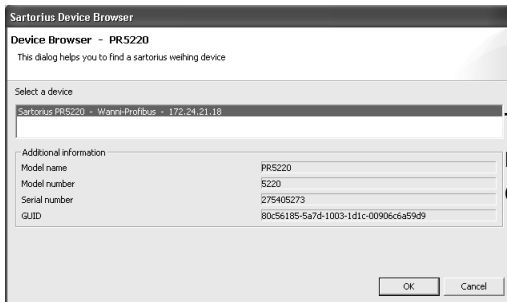 Sartorius Device Browser
Device Browser - PR5220
This dialog helps you to find a sartorius weihing device
Select a device
Sartorius PR5220 - Wanni-Profibus - 172.24.21.18
Additional information
Model name PR5220
Model number 5220
Serial number 275405273
GUID 80c56185-5a7d-1003-1d1c-00906c6a59d9
OK Cancel